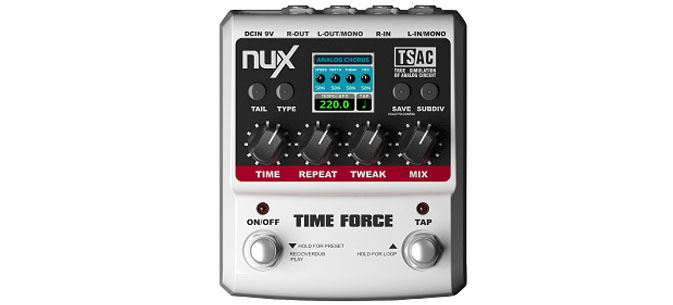 DCIN 9V R-OUT L-OUT/MONO R-IN L-IN/MONO
nux
ANALOG CHORUS
TSAC
TRUE SIMULATION
OF ANALOG CIRCUIT
50% 50% 50% 50%
220.0
TAIL TYPE SAVE SUBDIV
TIME REPEAT TWEAK MIX
ON/OFF TIME FORCE TAP
HOLD FOR PRESET
REC/OVERDUB
/PLAY
HOLD FOR LOOP